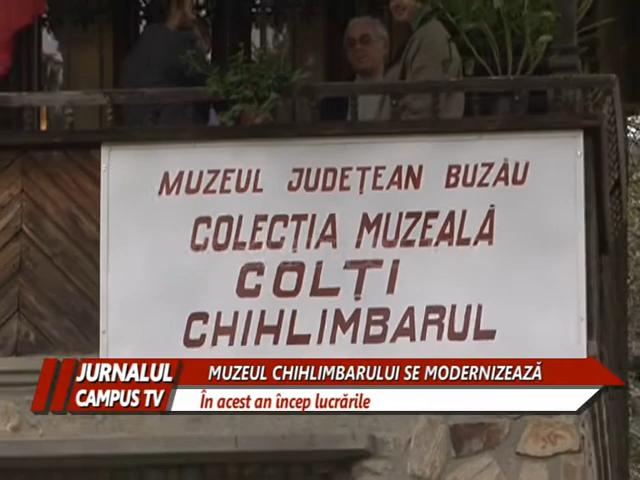 MUZEUL JUDEȚEAN BUZĂU
COLECȚIA MUZEALĂ
COLȚI
CHIHLIMBARUL
JURNALUL
CAMPUS TV
MUZEUL CHIHLIMBARULUI SE MODERNIZEAZĂ
În acest an încep lucrările